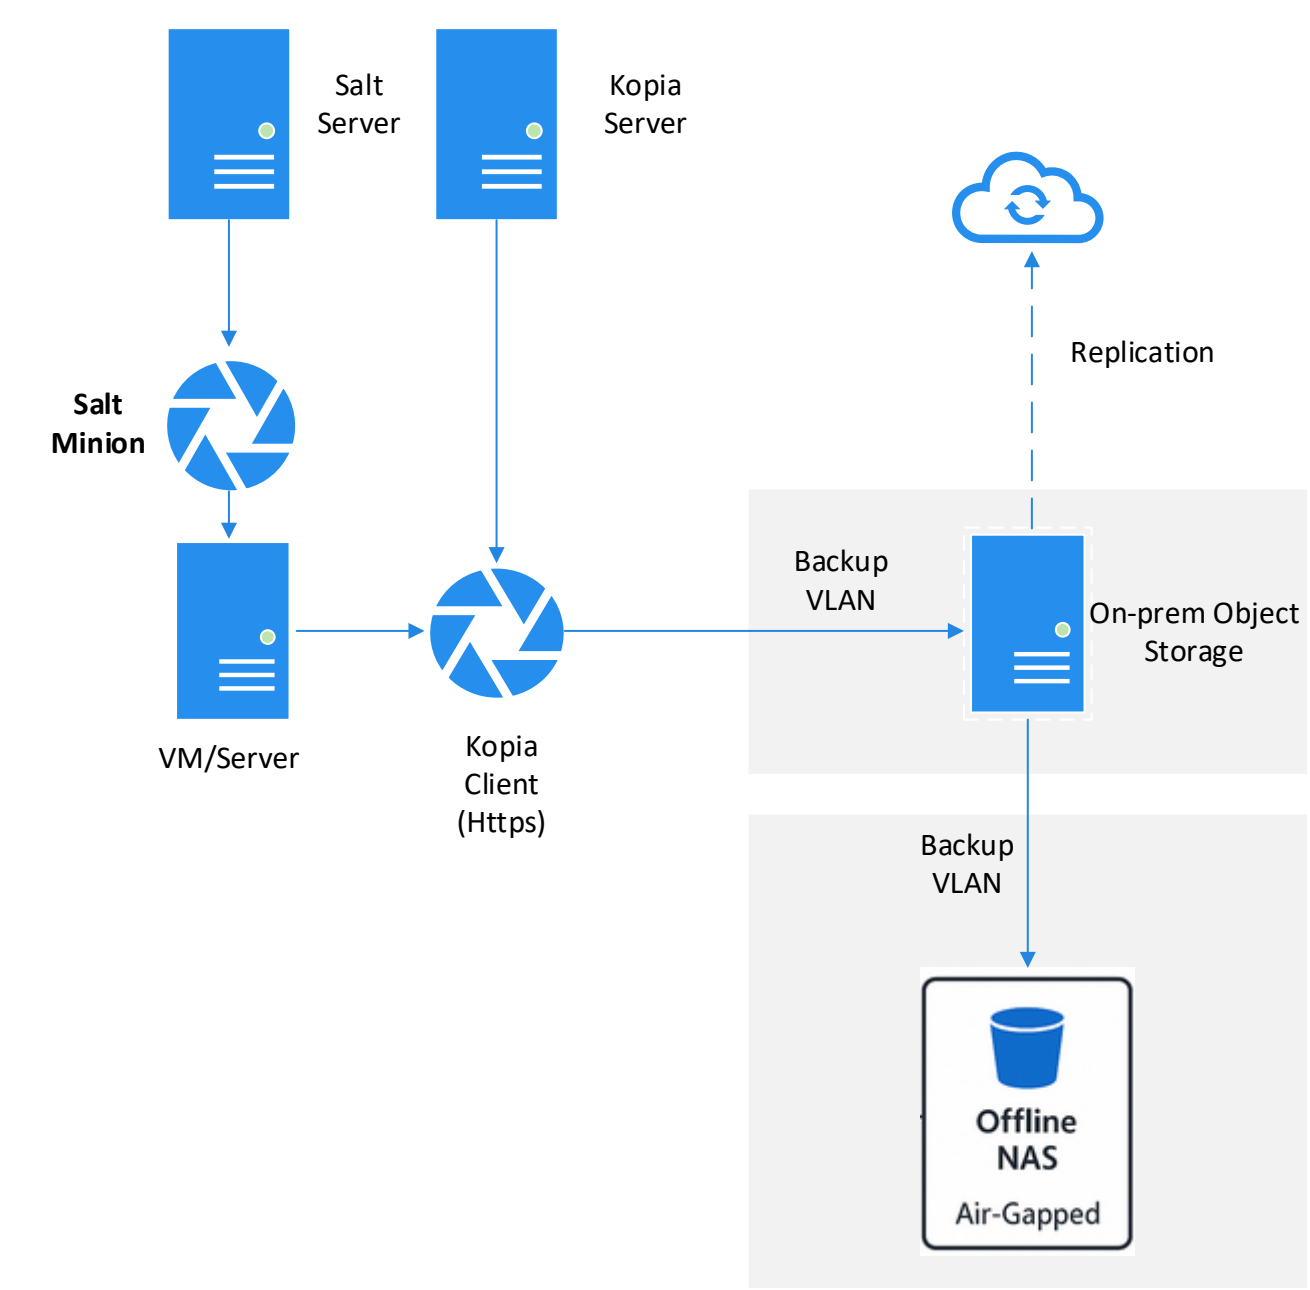 Salt
Server
Kopia
Server
Replication
Salt
Minion
Backup
VLAN
On-prem Object
Storage
VM/Server
Kopia
Client
(Https)
Backup
VLAN
Offline
NAS
Air-Gapped